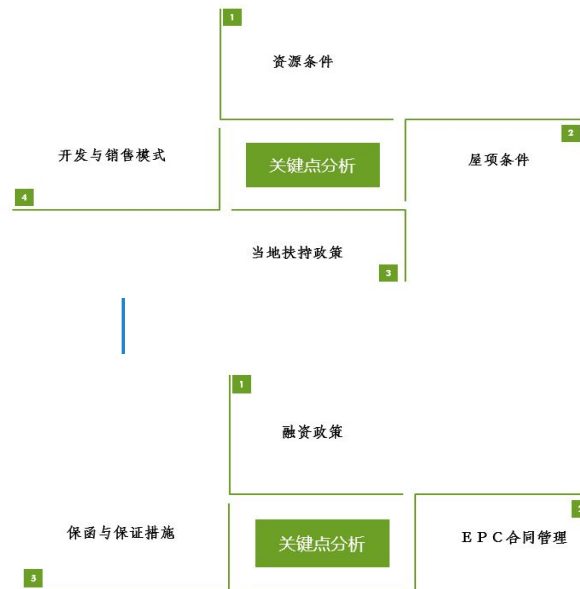 1
资源条件
2
开发与销售模式
关键点分析
屋项条件
4
当地扶持政策
3
1
融资政策
保函与保证措施
关键点分析
EPC合同管理
3